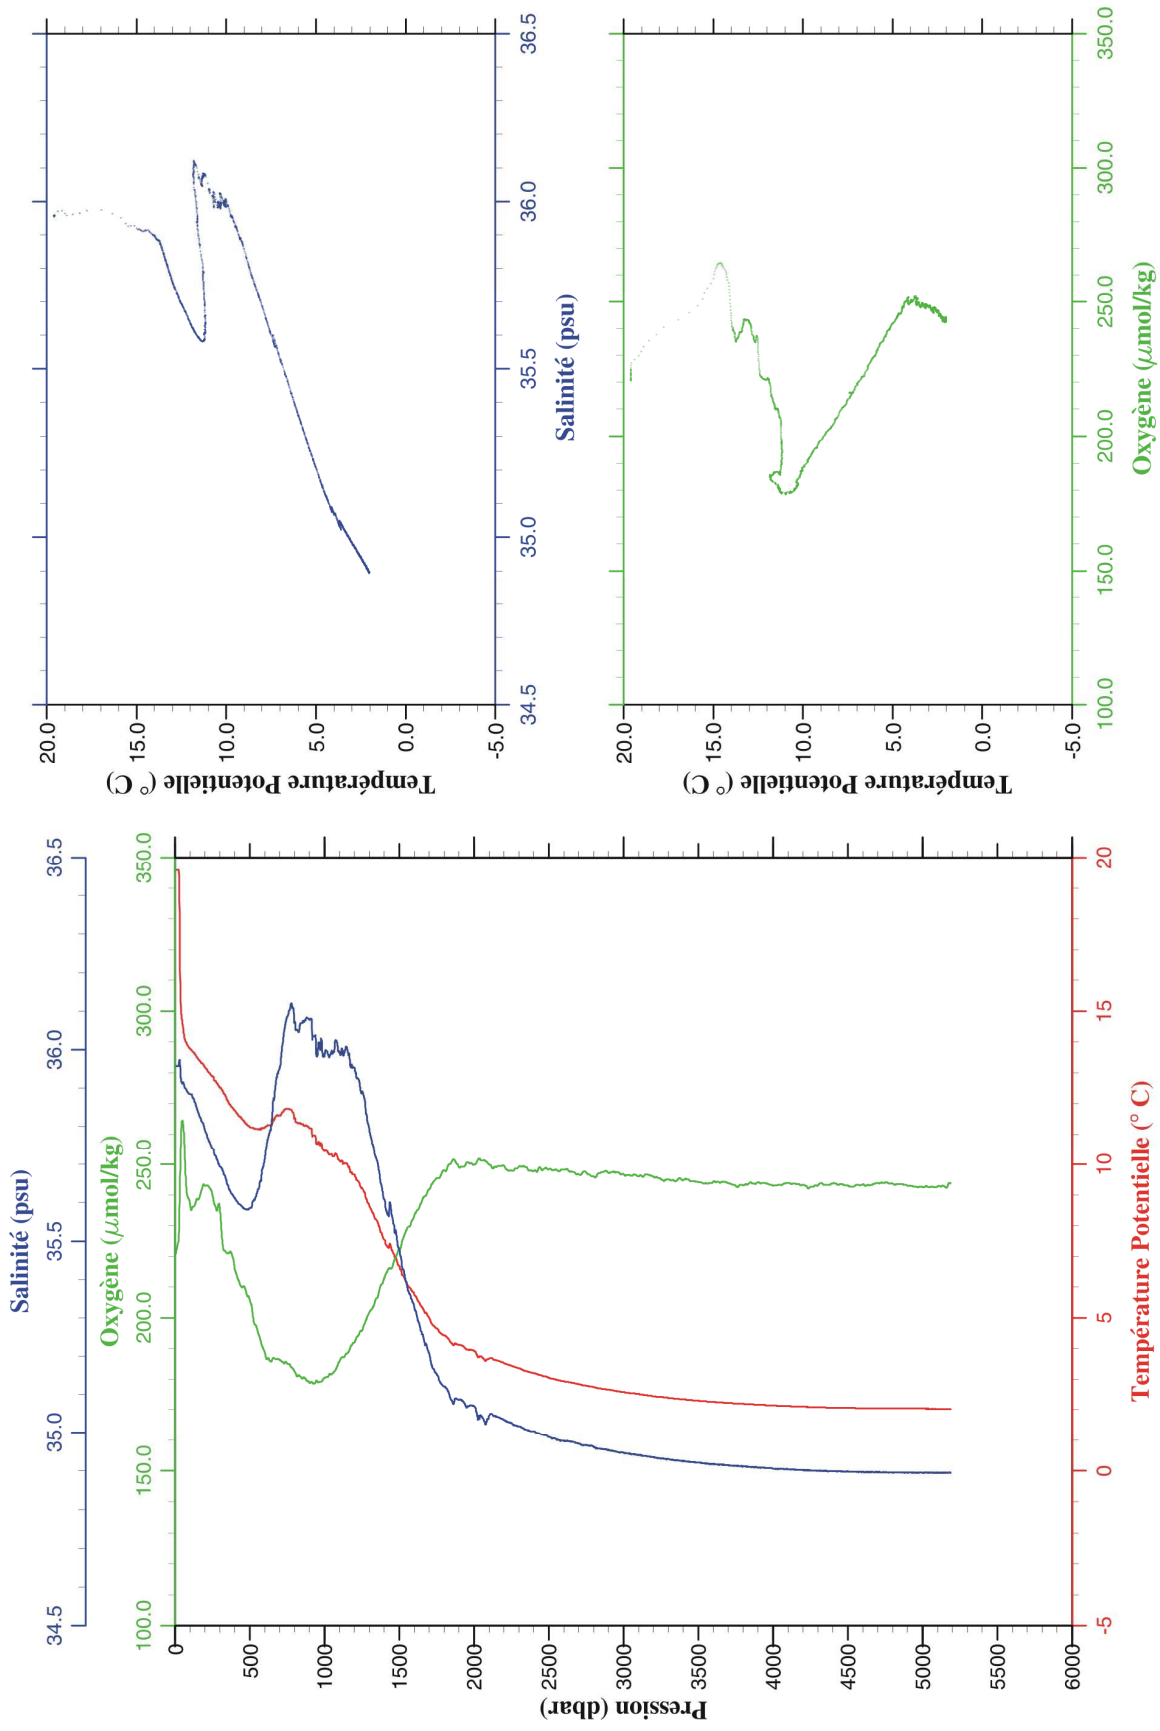 Salinité (psu)
34.5 35.0 35.5 36.0 36.5
Oxygène (μmol/kg)
100.0 150.0 200.0 250.0 300.0 350.0
Pression (dbar)
0
500
1000
1500
2000
2500
3000
3500
4000
4500
5000
5500
6000
-5 0 5 10 15 20
Température Potentielle (° C)
Température Potentielle (° C)
20.0
15.0
10.0
5.0
0.0
-5.0
34.5 35.0 35.5 36.0 36.5
Salinité (psu)
Température Potentielle (° C)
20.0
15.0
10.0
5.0
0.0
-5.0
100.0 150.0 200.0 250.0 300.0 350.0
Oxygène (μmol/kg)